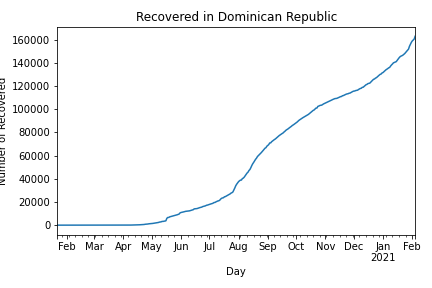 Recovered in Dominican Republic
Number of Recovered
160000
140000
120000
100000
80000
60000
40000
20000
0
Feb Mar Apr May Jun Jul Aug Sep Oct Nov Dec Jan Feb
2021
Day